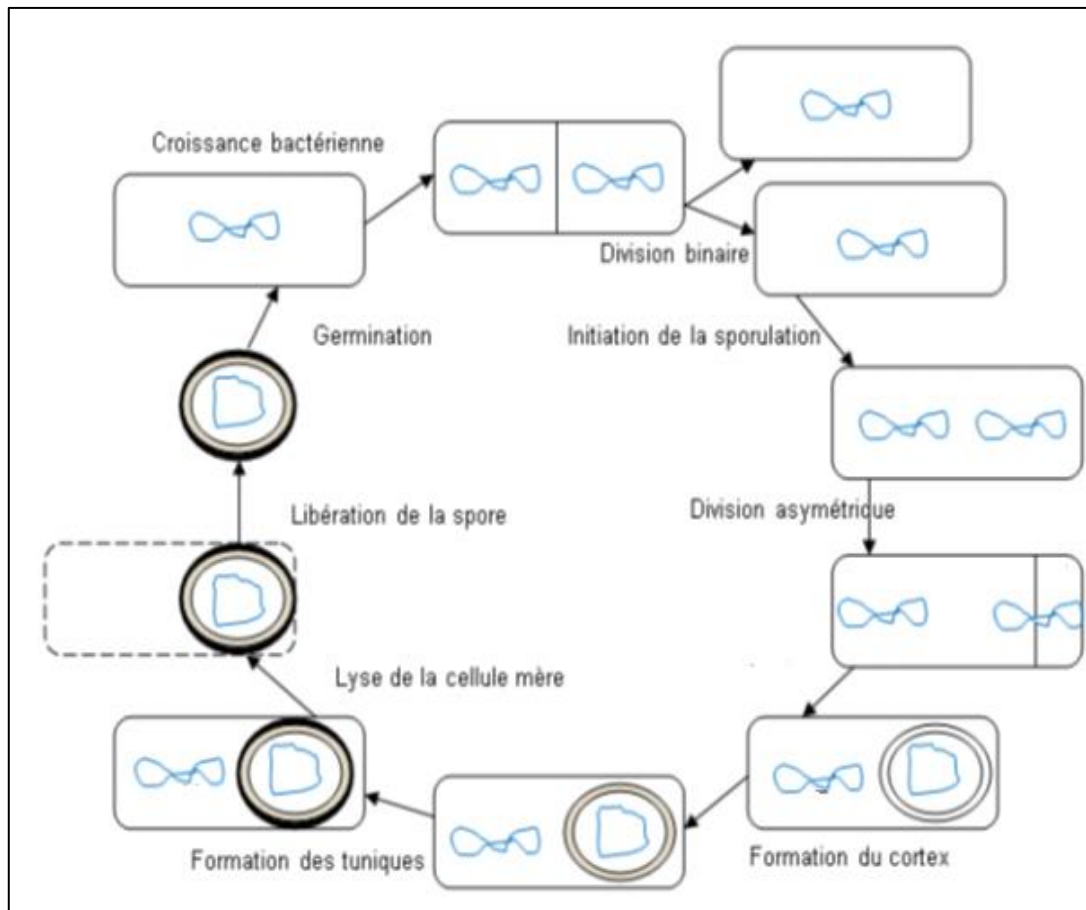 Croissance bactérienne
Division binaire
Germination
Initiation de la sporulation
Libération de la spore
Division asymétrique
Lyse de la cellule mère
Formation des tuniques
Formation du cortex